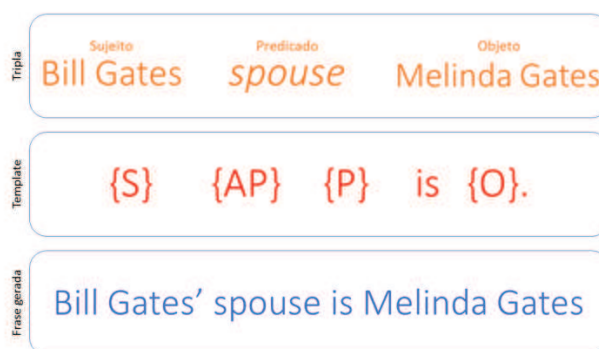 Tripla
Sujeito Predicado Objeto
Bill Gates spouse Melinda Gates
Template
{S} {AP} {P} is {O}.
Frase gerada
Bill Gates’ spouse is Melinda Gates